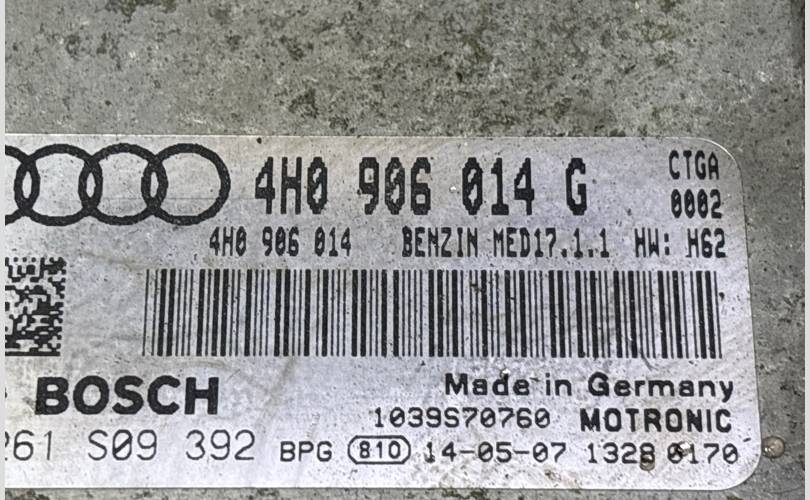 4H0 906 014 G CTGA
0002
4H0 906 014 BENZIN MED17.1.1 HW: H62
BOSCH Made in Germany
1039S70760 MOTRONIC
261 S09 392 BPG 810 14-05-07 1328 0170